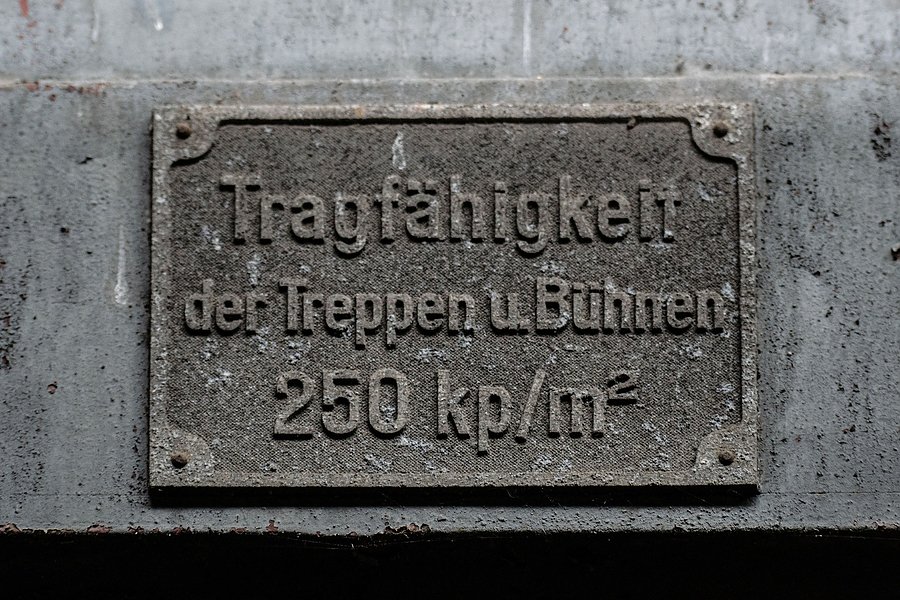 Tragfähigkeit
der Treppen u. Bühnen
250 kp/m²